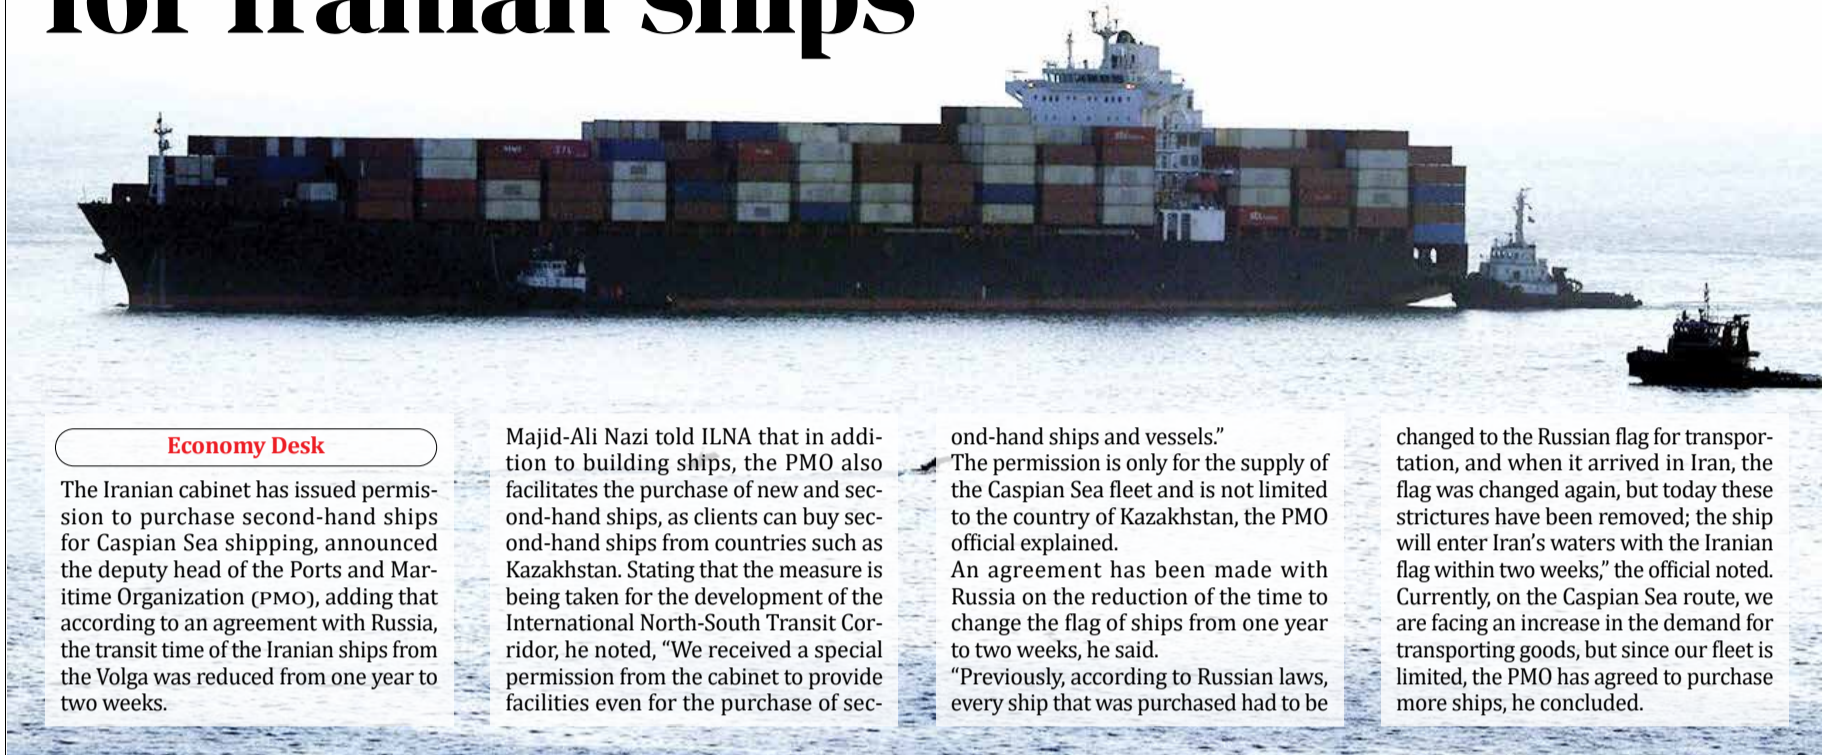 for Iranian ships
Economy Desk
The Iranian cabinet has issued permis-
sion to purchase second-hand ships
for Caspian Sea shipping, announced
the deputy head of the Ports and Mar-
itime Organization (PMO), adding that
according to an agreement with Russia,
the transit time of the Iranian ships from
the Volga was reduced from one year to
two weeks.
Majid-Ali Nazi told ILNA that in addi-
tion to building ships, the PMO also
facilitates the purchase of new and sec-
ond-hand ships, as clients can buy sec-
ond-hand ships from countries such as
Kazakhstan. Stating that the measure is
being taken for the development of the
International North-South Transit Cor-
ridor, he noted, “We received a special
permission from the cabinet to provide
facilities even for the purchase of sec-
ond-hand ships and vessels.”
The permission is only for the supply of
the Caspian Sea fleet and is not limited
to the country of Kazakhstan, the PMO
official explained.
An agreement has been made with
Russia on the reduction of the time to
change the flag of ships from one year
to two weeks, he said.
“Previously, according to Russian laws,
every ship that was purchased had to be
changed to the Russian flag for transpor-
tation, and when it arrived in Iran, the
flag was changed again, but today these
strictures have been removed; the ship
will enter Iran’s waters with the Iranian
flag within two weeks,” the official noted.
Currently, on the Caspian Sea route, we
are facing an increase in the demand for
transporting goods, but since our fleet is
limited, the PMO has agreed to purchase
more ships, he concluded.